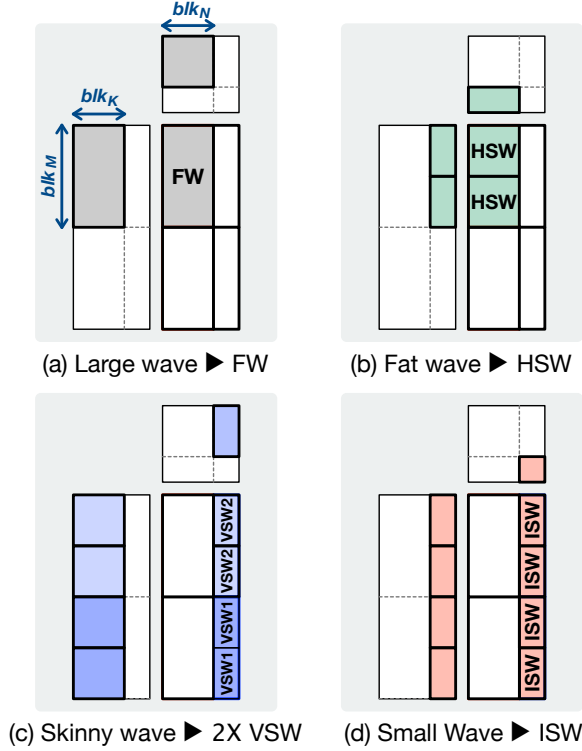 blkN
blkK
blkM
FW
(a) Large wave ▶ FW
HSW
HSW
(b) Fat wave ▶ HSW
VSW2
VSW2
VSW1
VSW1
(c) Skinny wave ▶ 2X VSW
ISW
ISW
ISW
ISW
(d) Small Wave ▶ ISW